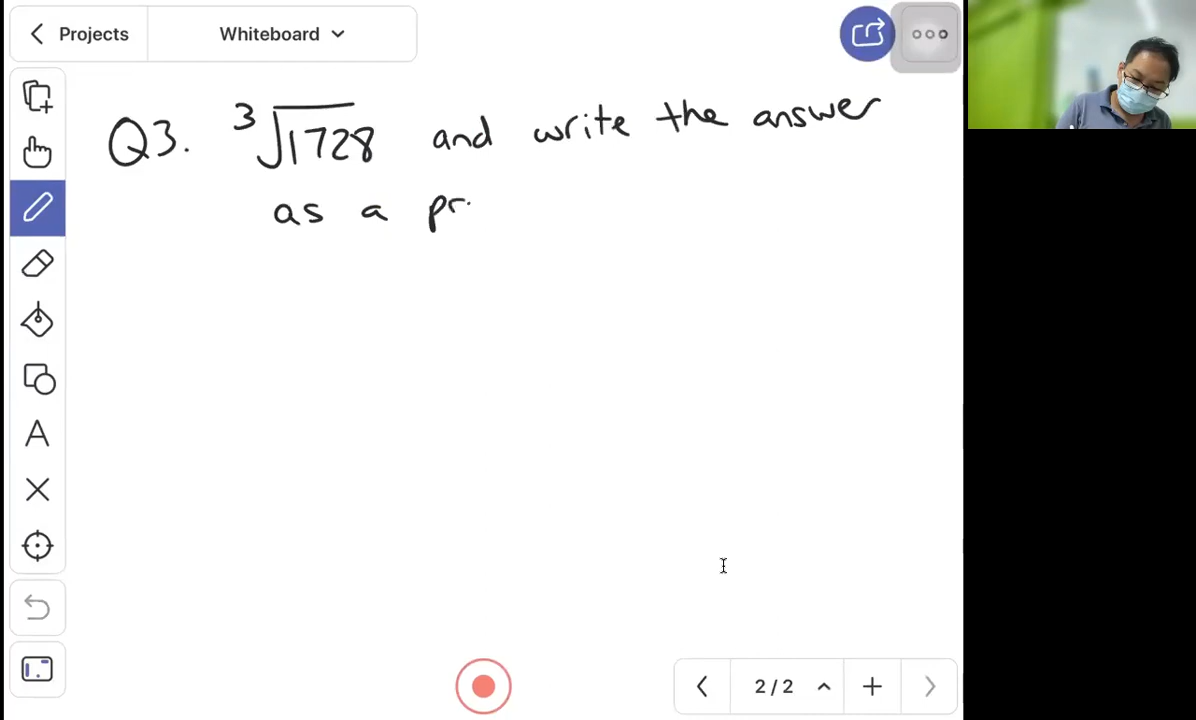 Projects
Whiteboard
Q3. ³√1728 and write the answer
as a pr
A
2 / 2